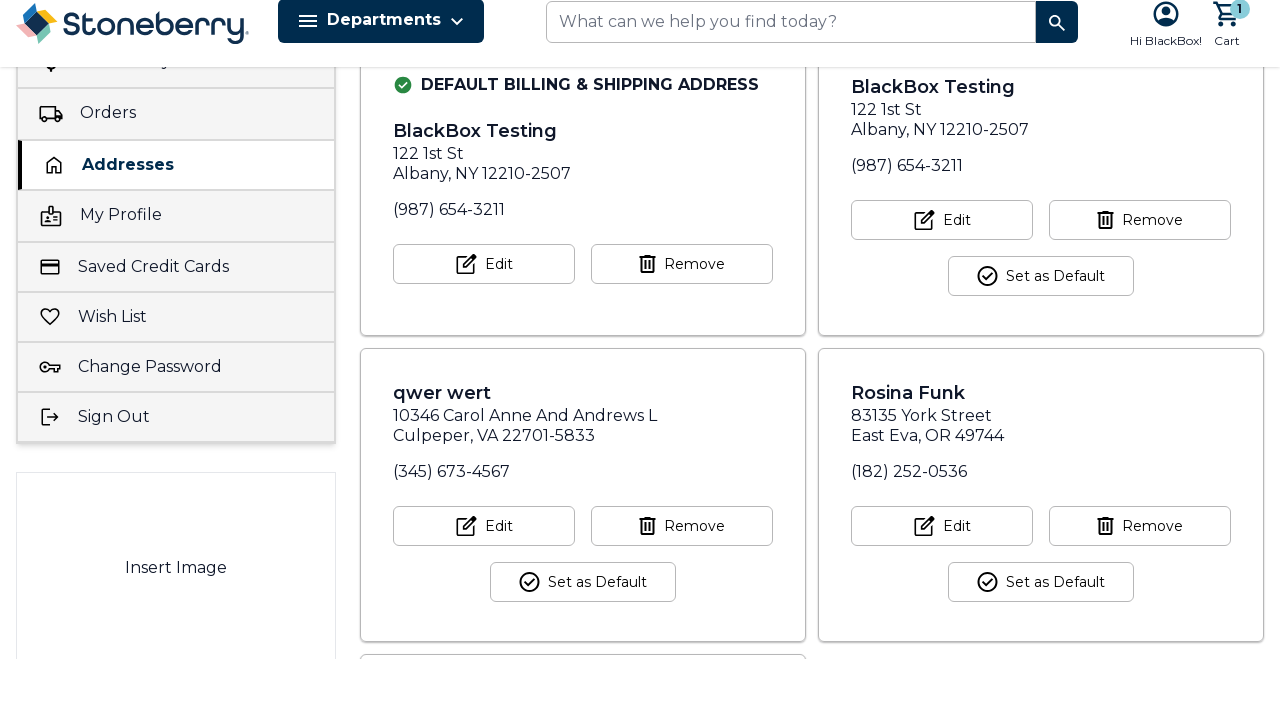 Stoneberry
Departments
What can we help you find today?
1
Hi BlackBox!
Cart
Orders
Addresses
My Profile
Saved Credit Cards
Wish List
Change Password
Sign Out
Insert Image
DEFAULT BILLING & SHIPPING ADDRESS
BlackBox Testing
122 1st St
Albany, NY 12210-2507
(987) 654-3211
Edit
Remove
BlackBox Testing
122 1st St
Albany, NY 12210-2507
(987) 654-3211
Edit
Remove
Set as Default
qwer wert
10346 Carol Anne And Andrews L
Culpeper, VA 22701-5833
(345) 673-4567
Edit
Remove
Set as Default
Rosina Funk
83135 York Street
East Eva, OR 49744
(182) 252-0536
Edit
Remove
Set as Default